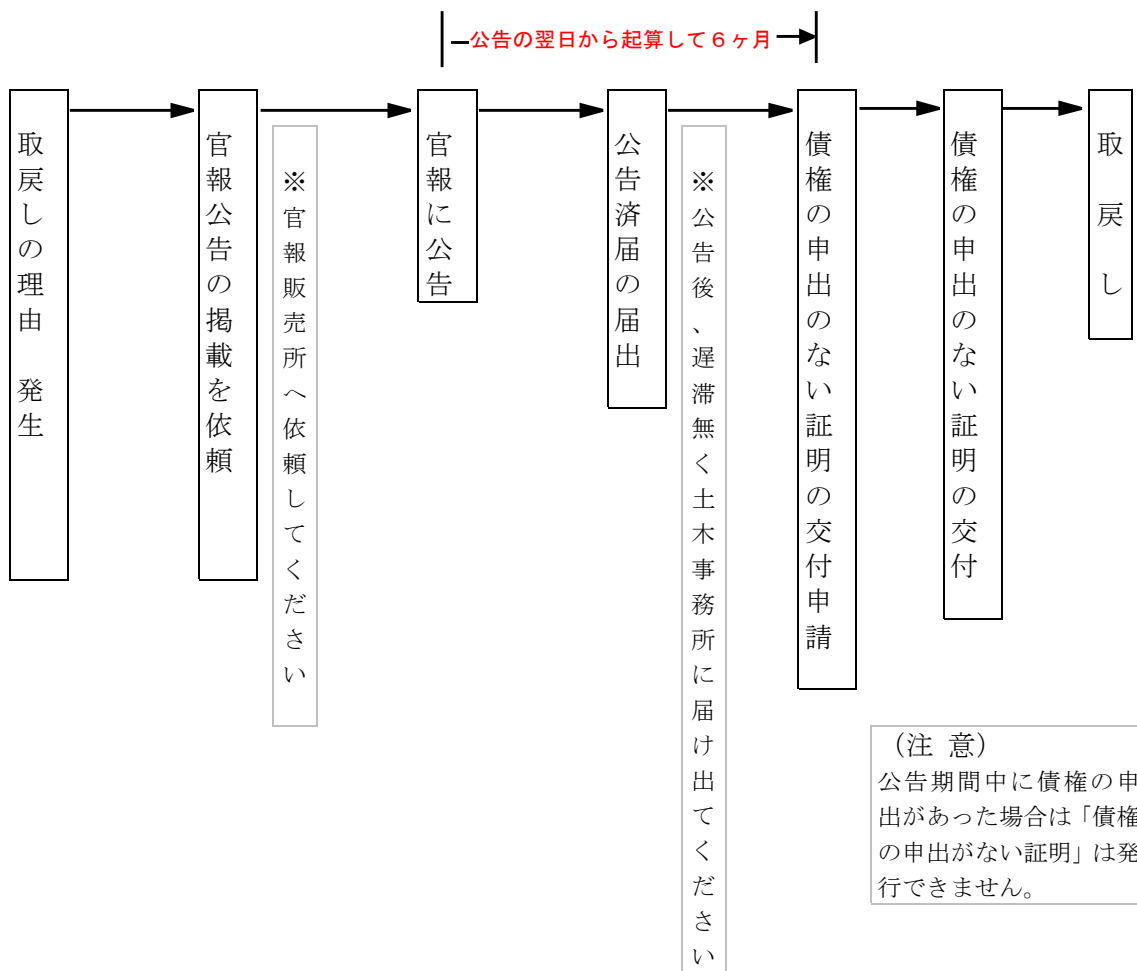 公告の翌日から起算して６ヶ月
取戻しの理由　発生
官報公告の掲載を依頼
※官報販売所へ依頼してください
官報に公告
公告済届の届出
※公告後、遅滞無く土木事務所に届け出てください
債権の申出のない証明の交付申請
債権の申出のない証明の交付
取　戻　し
（注 意）
公告期間中に債権の申
出があった場合は「債権
の申出がない証明」は発
行できません。